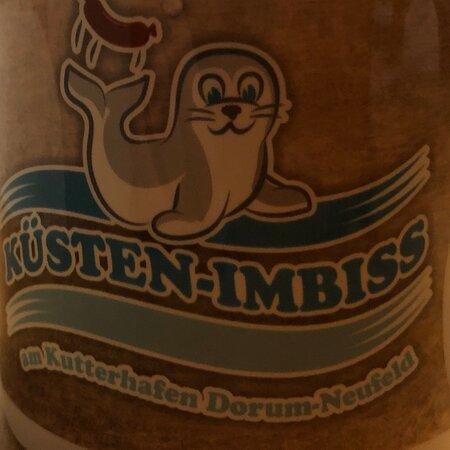 KÜSTEN-IMBISS
am Kutterhafen Dorum-Neufeld